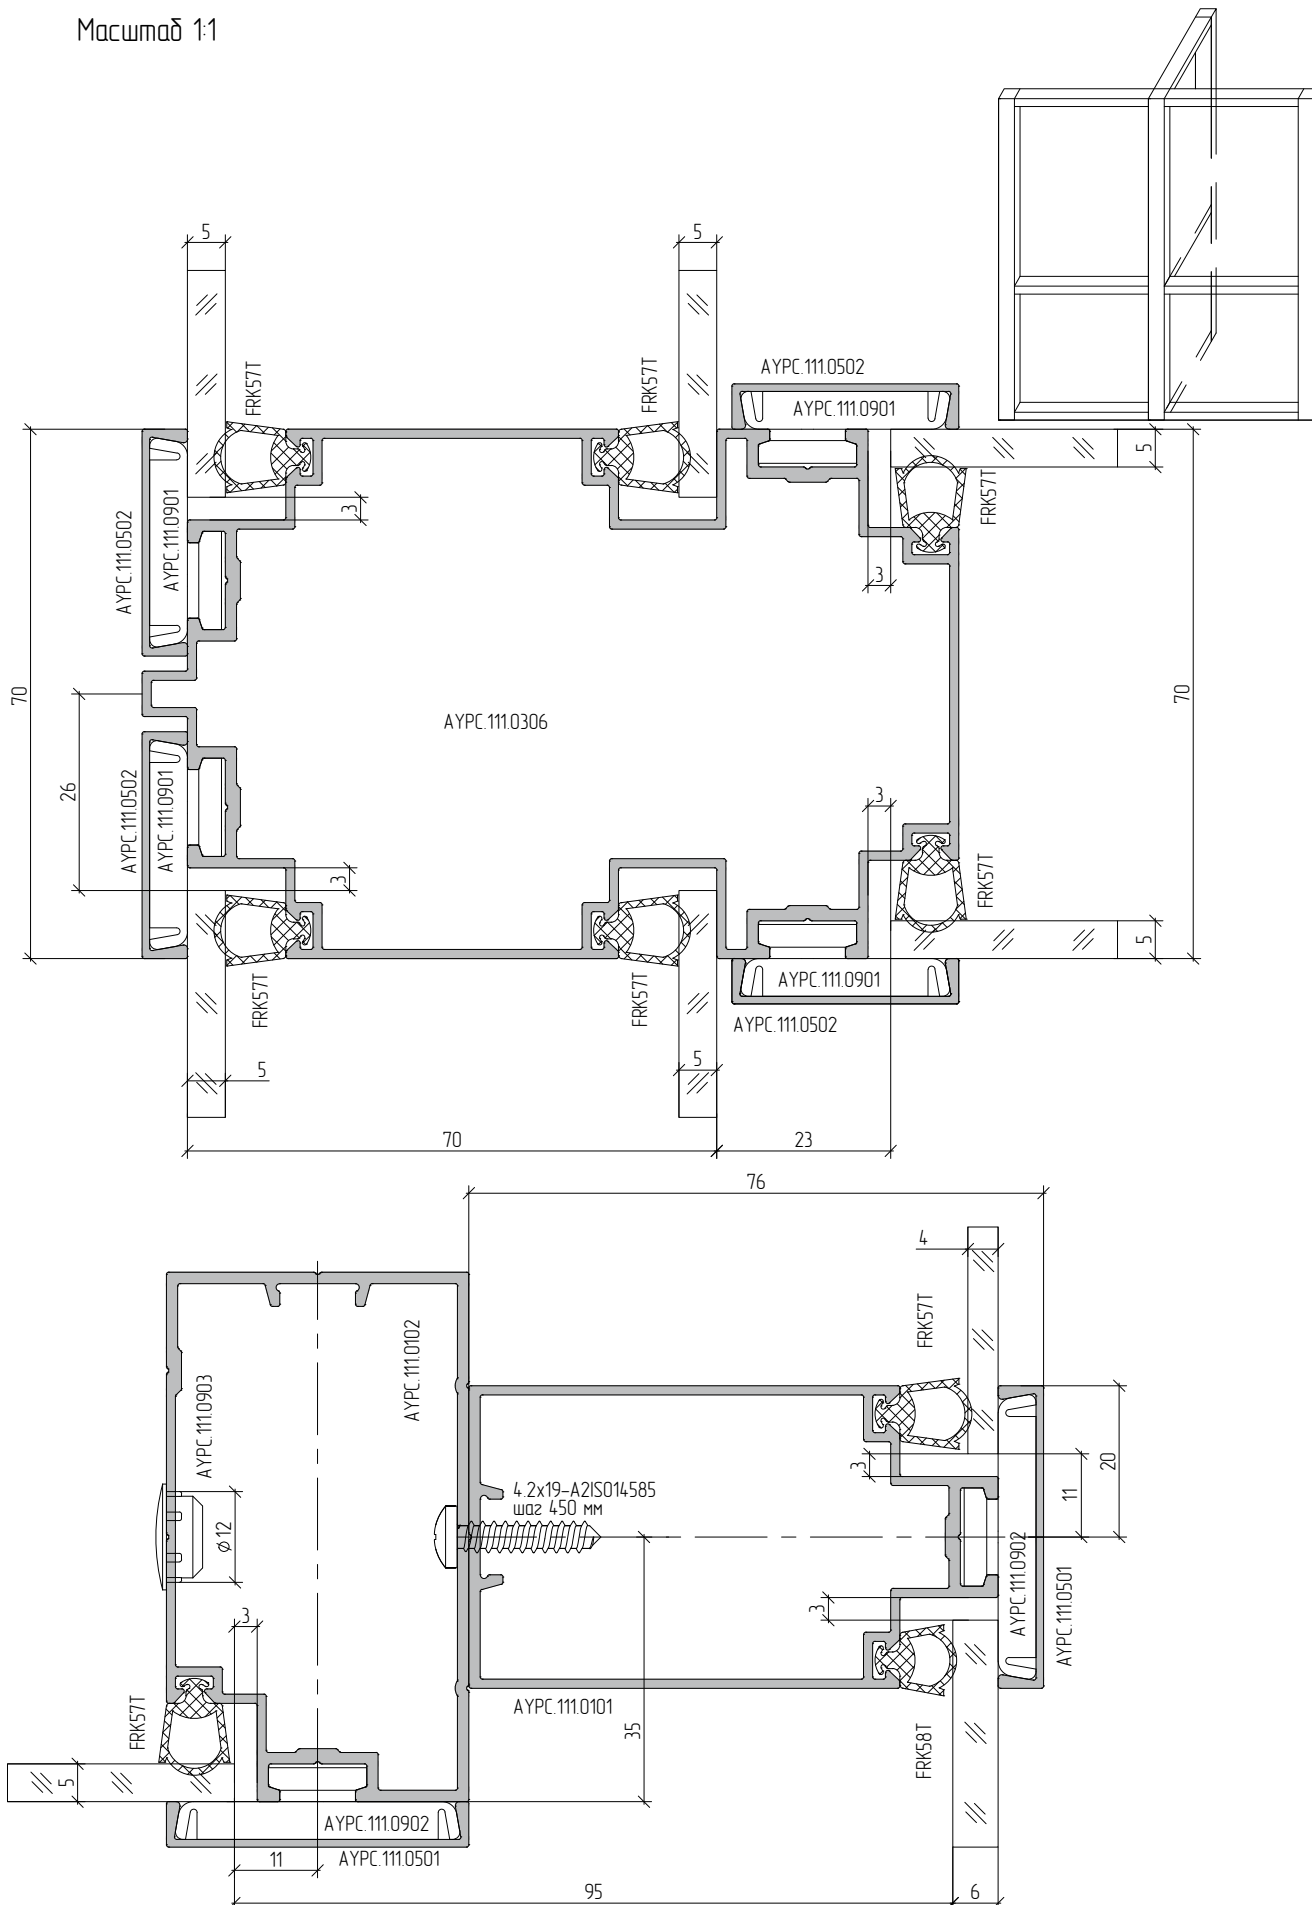 Масштаб 1:1
5
5
FRK57T
FRK57T
AYPC.111.0502
AYPC.111.0901
5
FRK57T
AYPC.111.0502
AYPC.111.0901
3
3
70
AYPC.111.0306
70
26
AYPC.111.0502
AYPC.111.0901
3
3
FRK57T
5
FRK57T
FRK57T
AYPC.111.0901
AYPC.111.0502
5
5
70
23
76
4
FRK57T
AYPC.111.0102
AYPC.111.0903
4.2x19-A2ISO14585
шаг 450 мм
3
20
11
Ø12
AYPC.111.0902
AYPC.111.0501
3
3
AYPC.111.0101
FRK57T
35
FRK58T
5
AYPC.111.0902
AYPC.111.0501
11
95
6